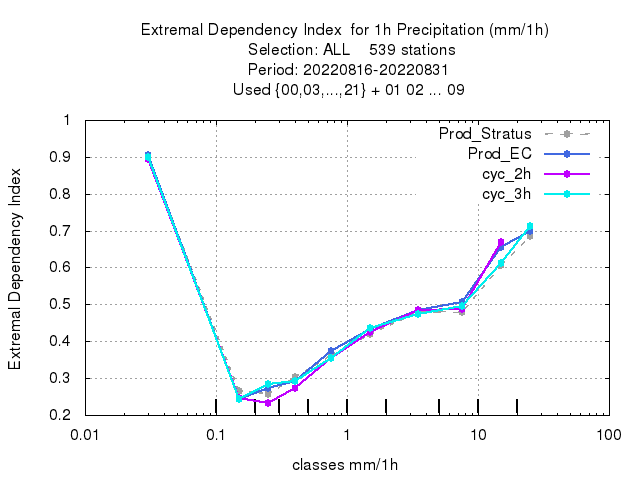 Extremal Dependency Index  for 1h Precipitation (mm/1h)
Selection: ALL    539 stations
Period: 20220816-20220831
Used {00,03,...,21} + 01 02 ... 09
Prod_Stratus
Prod_EC
cyc_2h
cyc_3h
Extremal Dependency Index
1
0.9
0.8
0.7
0.6
0.5
0.4
0.3
0.2
0.01
0.1
1
10
100
classes mm/1h